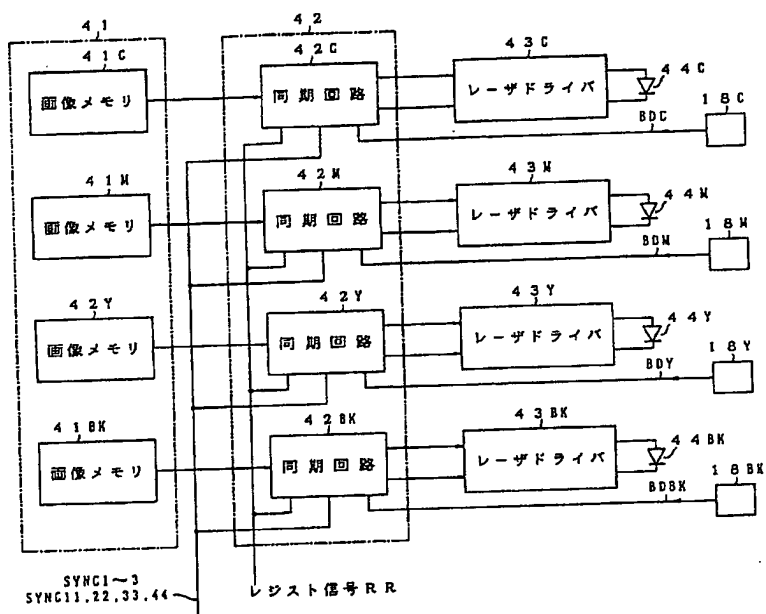 41
42
41C
画像メモリ
42C
同期回路
43C
レーザドライバ
44C
18C
BDC
41M
画像メモリ
42M
同期回路
43M
レーザドライバ
44M
18M
BDM
42Y
画像メモリ
42Y
同期回路
43Y
レーザドライバ
44Y
18Y
BDY
41BK
画像メモリ
42BK
同期回路
43BK
レーザドライバ
44BK
18BK
BDBK
SYNC1〜3
SYNC11,22,33,44
レジスト信号RR